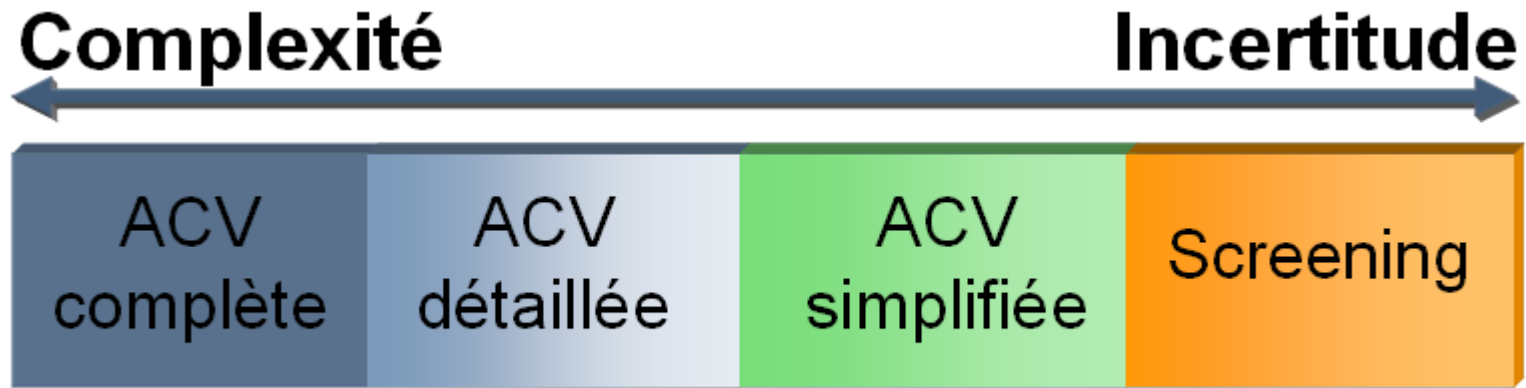 Complexité Incertitude
ACV
complète
ACV
détaillée
ACV
simplifiée
Screening